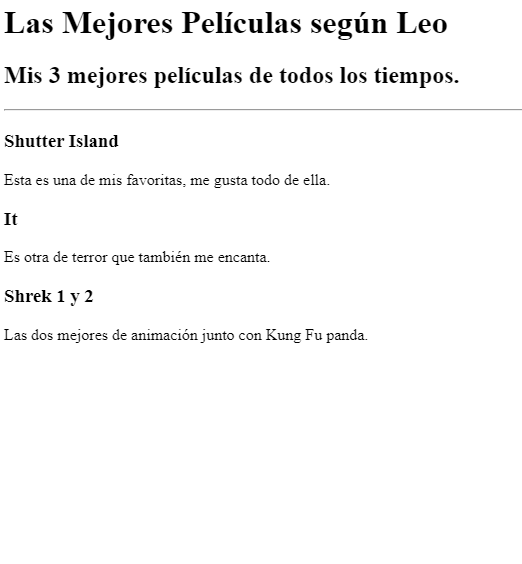 Las Mejores Películas según Leo
Mis 3 mejores películas de todos los tiempos.
Shutter Island
Esta es una de mis favoritas, me gusta todo de ella.
It
Es otra de terror que también me encanta.
Shrek 1 y 2
Las dos mejores de animación junto con Kung Fu panda.